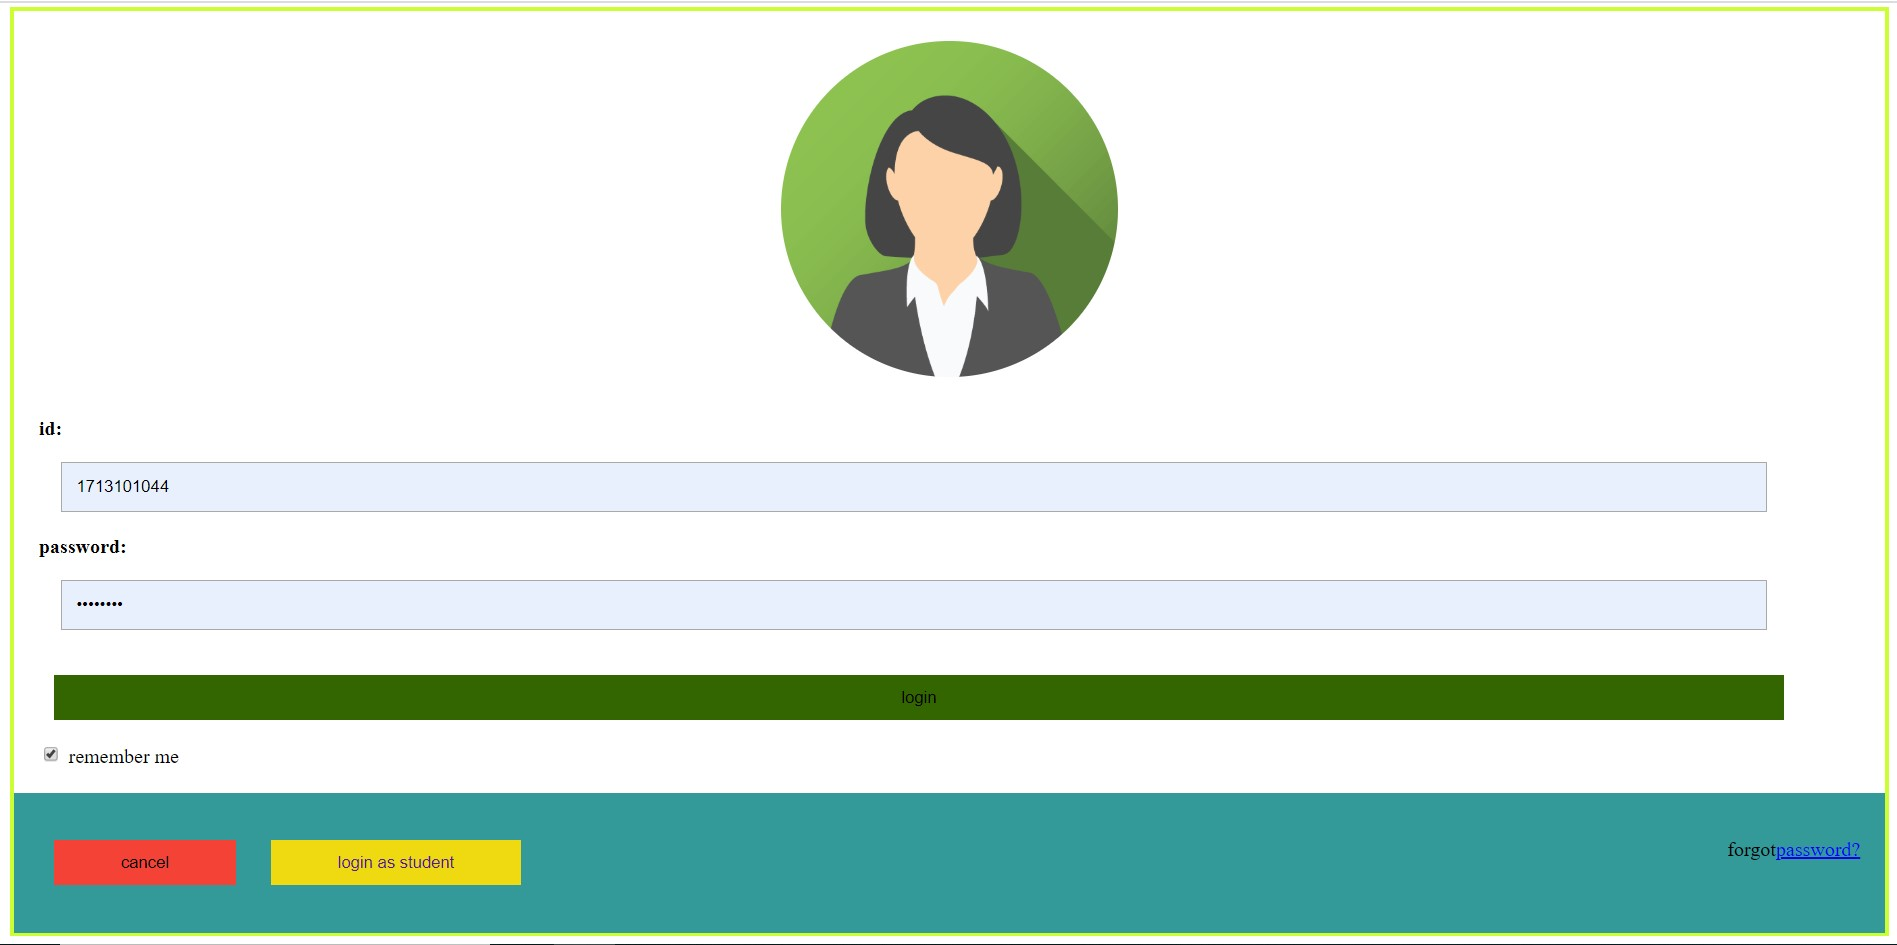 id:
1713101044
password:
••••••••
login
remember me
cancel
login as student
forgotpassword?